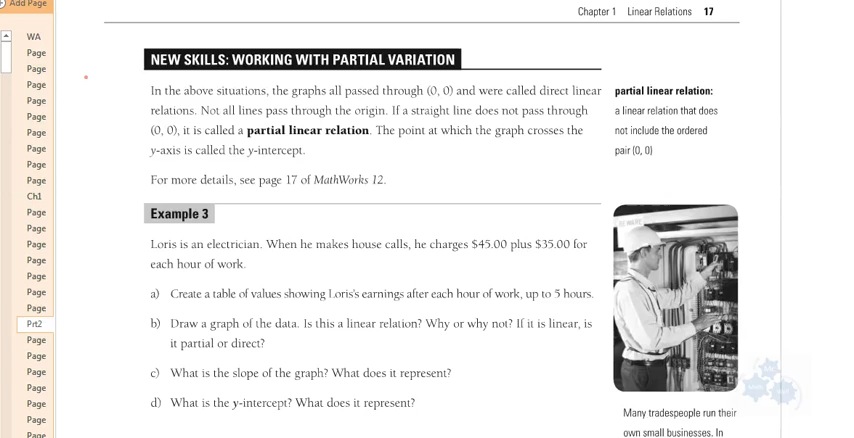 Add Page
WA
Page
Page
Page
Page
Page
Page
Page
Page
Page
Ch1
Page
Page
Page
Page
Page
Page
Page
Prt2
Page
Page
Page
Page
Page
Page
Page
Chapter 1 Linear Relations 17
NEW SKILLS: WORKING WITH PARTIAL VARIATION
In the above situations, the graphs all passed through (0, 0) and were called direct linear
relations. Not all lines pass through the origin. If a straight line does not pass through
(0, 0), it is called a partial linear relation. The point at which the graph crosses the
y-axis is called the y-intercept.
For more details, see page 17 of MathWorks 12.
partial linear relation:
a linear relation that does
not include the ordered
pair (0, 0)
Example 3
Loris is an electrician. When he makes house calls, he charges $45.00 plus $35.00 for
each hour of work.
a) Create a table of values showing Loris's earnings after each hour of work, up to 5 hours.
b) Draw a graph of the data. Is this a linear relation? Why or why not? If it is linear, is
it partial or direct?
c) What is the slope of the graph? What does it represent?
d) What is the y-intercept? What does it represent?
Many tradespeople run their
own small businesses. In